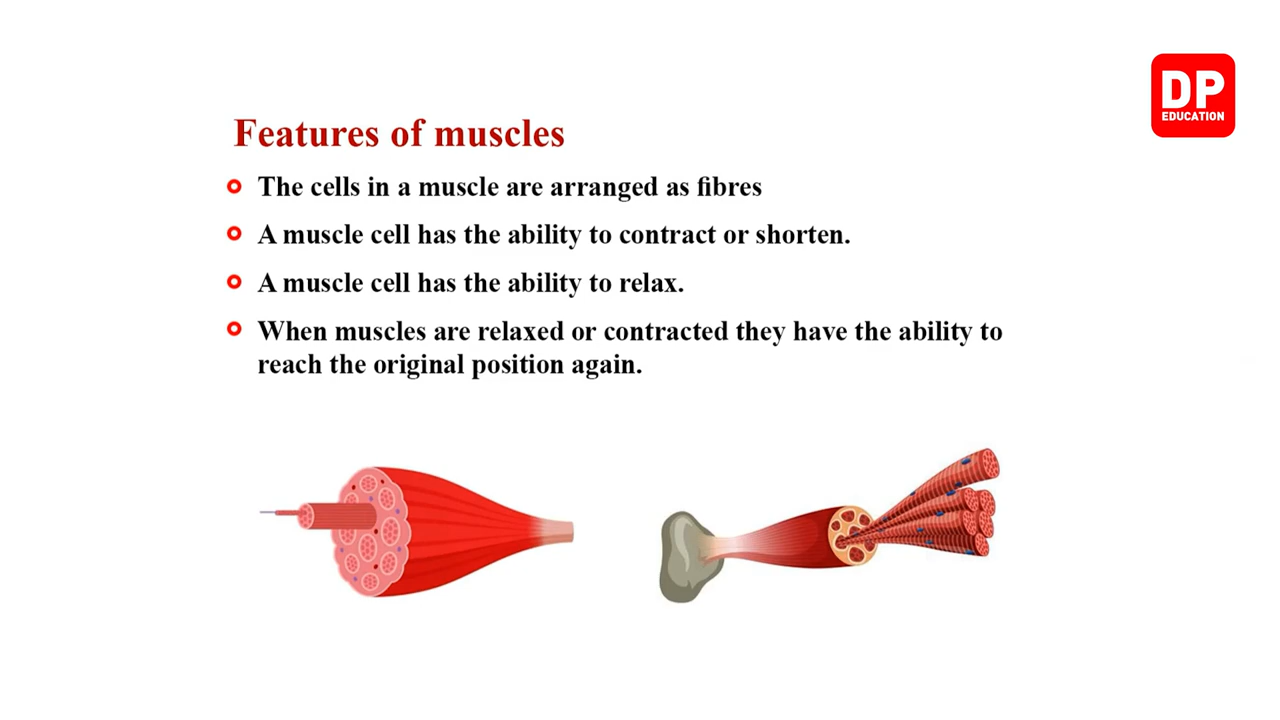 DP
EDUCATION
Features of muscles
The cells in a muscle are arranged as fibres
A muscle cell has the ability to contract or shorten.
A muscle cell has the ability to relax.
When muscles are relaxed or contracted they have the ability to
reach the original position again.